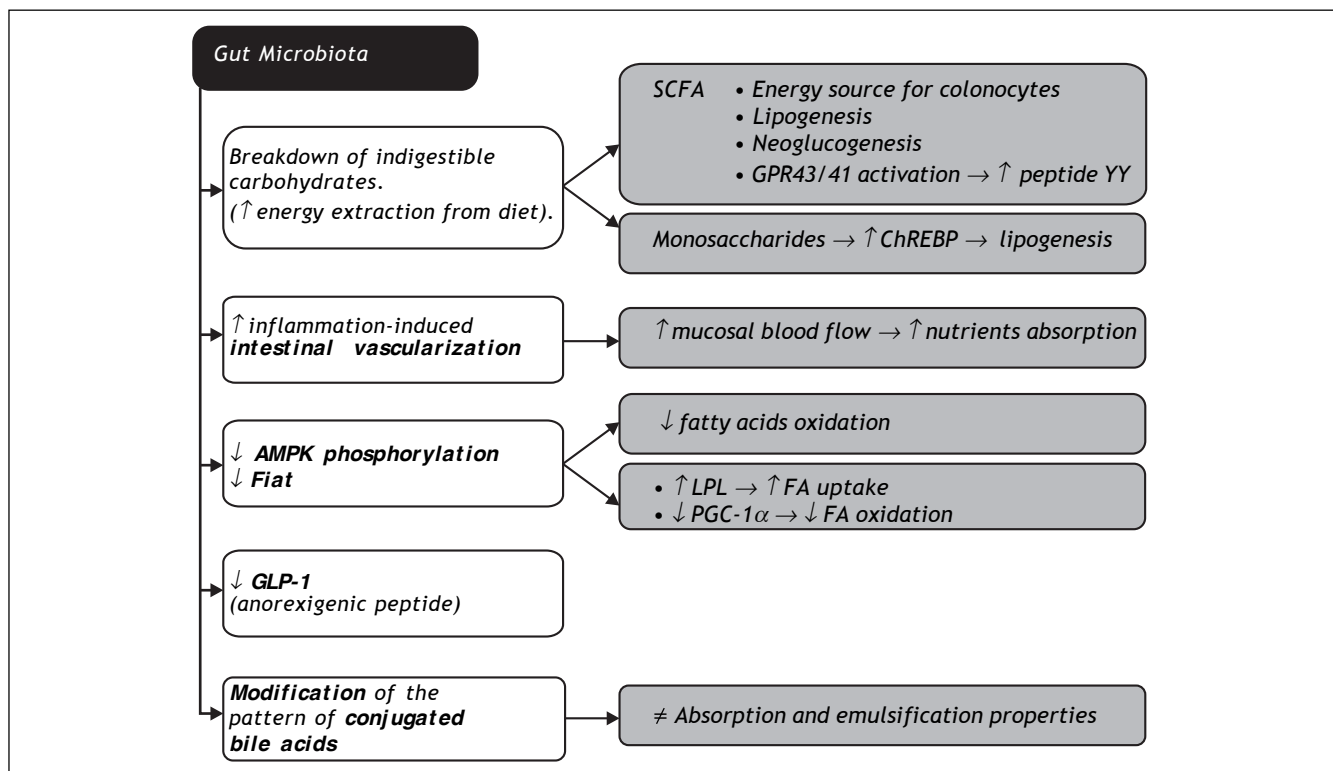 Gut Microbiota
Breakdown of indigestible
carbohydrates.
(↑ energy extraction from diet).
SCFA • Energy source for colonocytes
• Lipogenesis
• Neoglucogenesis
• GPR43/41 activation → ↑ peptide YY
Monosaccharides → ↑ ChREBP → lipogenesis
↑ inflammation-induced
intestinal vascularization
↑ mucosal blood flow → ↑ nutrients absorption
↓ AMPK phosphorylation
↓ Fiat
↓ fatty acids oxidation
• ↑ LPL → ↑ FA uptake
• ↓ PGC-1α → ↓ FA oxidation
↓ GLP-1
(anorexigenic peptide)
Modification of the
pattern of conjugated
bile acids
≠ Absorption and emulsification properties